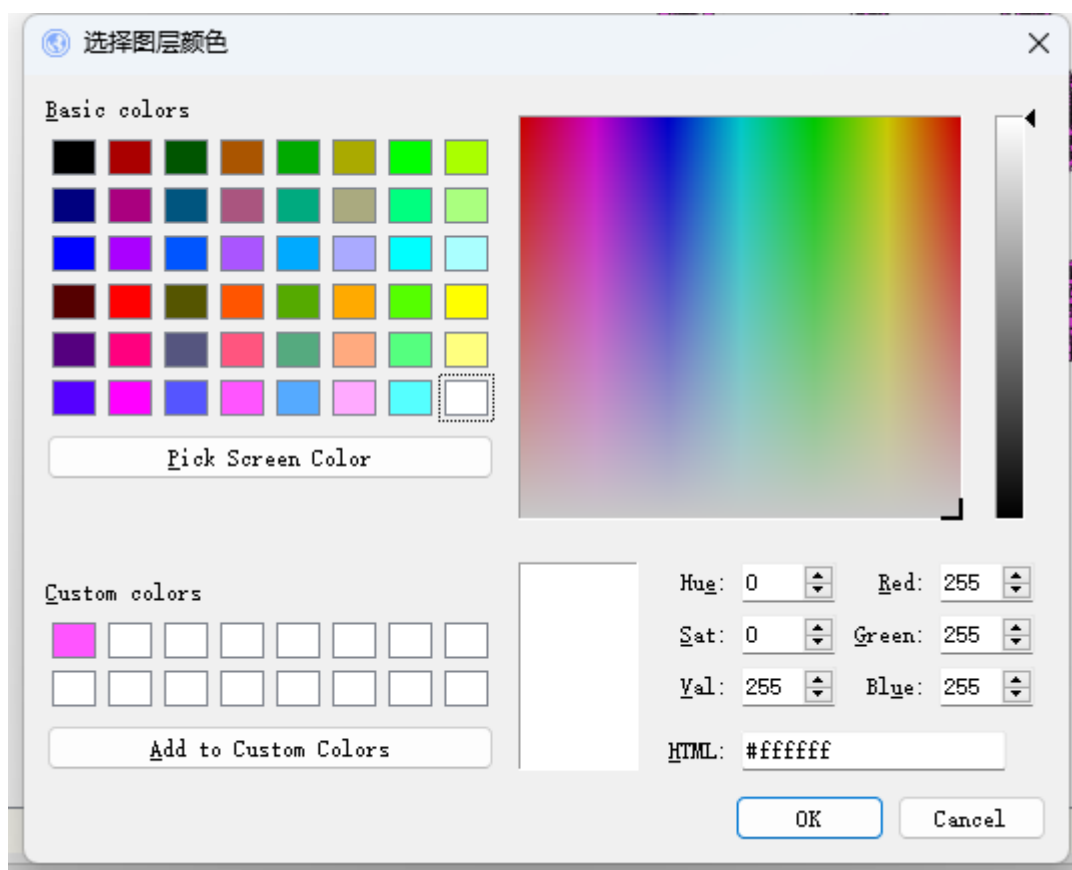 选择图层颜色
Basic colors
Pick Screen Color
Custom colors
Add to Custom Colors
Hue: 0 Red: 255
Sat: 0 Green: 255
Val: 255 Blue: 255
HTML: #ffffff
OK Cancel